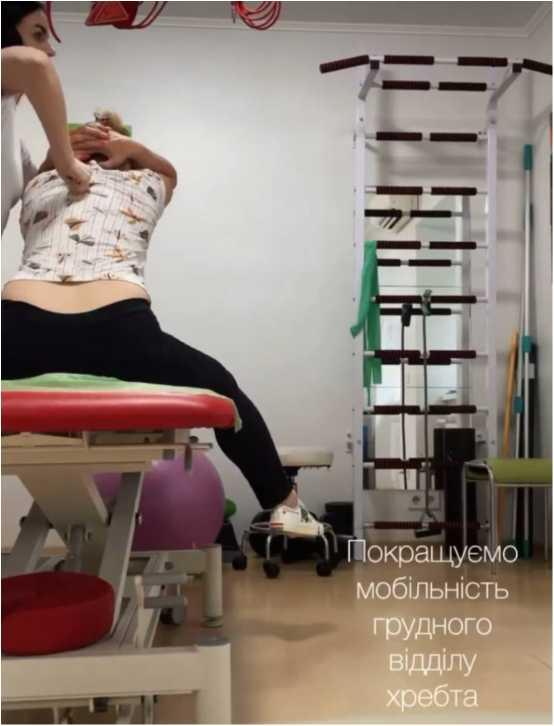 Покращуємо
мобільність
грудного
відділу
хребта